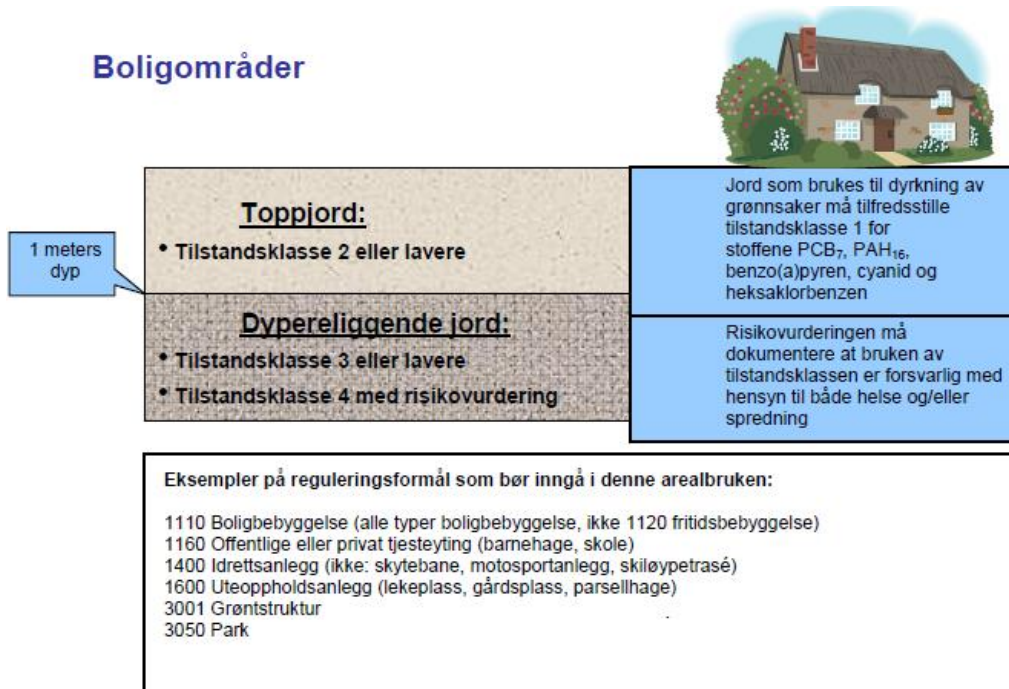 Boligområder
Toppjord:
• Tilstandsklasse 2 eller lavere
Jord som brukes til dyrkning av
grønnsaker må tilfredsstille
tilstandsklasse 1 for
stoffene PCB₇, PAH₁₆,
benzo(a)pyren, cyanid og
heksaklorbenzen
1 meters
dyp
Dypereliggende jord:
• Tilstandsklasse 3 eller lavere
• Tilstandsklasse 4 med risikovurdering
Risikovurderingen må
dokumentere at bruken av
tilstandsklassen er forsvarlig med
hensyn til både helse og/eller
spredning
Eksempler på reguleringsformål som bør inngå i denne arealbruken:
1110 Boligbebyggelse (alle typer boligbebyggelse, ikke 1120 fritidsbebyggelse)
1160 Offentlige eller privat tjesteyting (barnehage, skole)
1400 Idrettsanlegg (ikke: skytebane, motosportanlegg, skiløypetrasé)
1600 Uteoppholdsanlegg (lekeplass, gårdsplass, parsellhage)
3001 Grøntstruktur
3050 Park